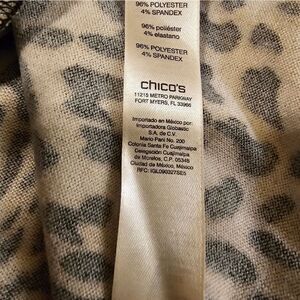 96% POLYESTER
4% SPANDEX
96% poliéster
4% elastano
96% POLYESTER
4% SPANDEX
chico's
11215 METRO PARKWAY
FORT MYERS, FL 33966
Importado en México por:
Importadora Globastic
S.A. de C.V.
Mario Pani No. 200
Colonia Santa Fe Cuajimalpa
Delegación Cuajimalpa
de Morelos, C.P. 05348
Ciudad de México, México
RFC: IGL090327SE5